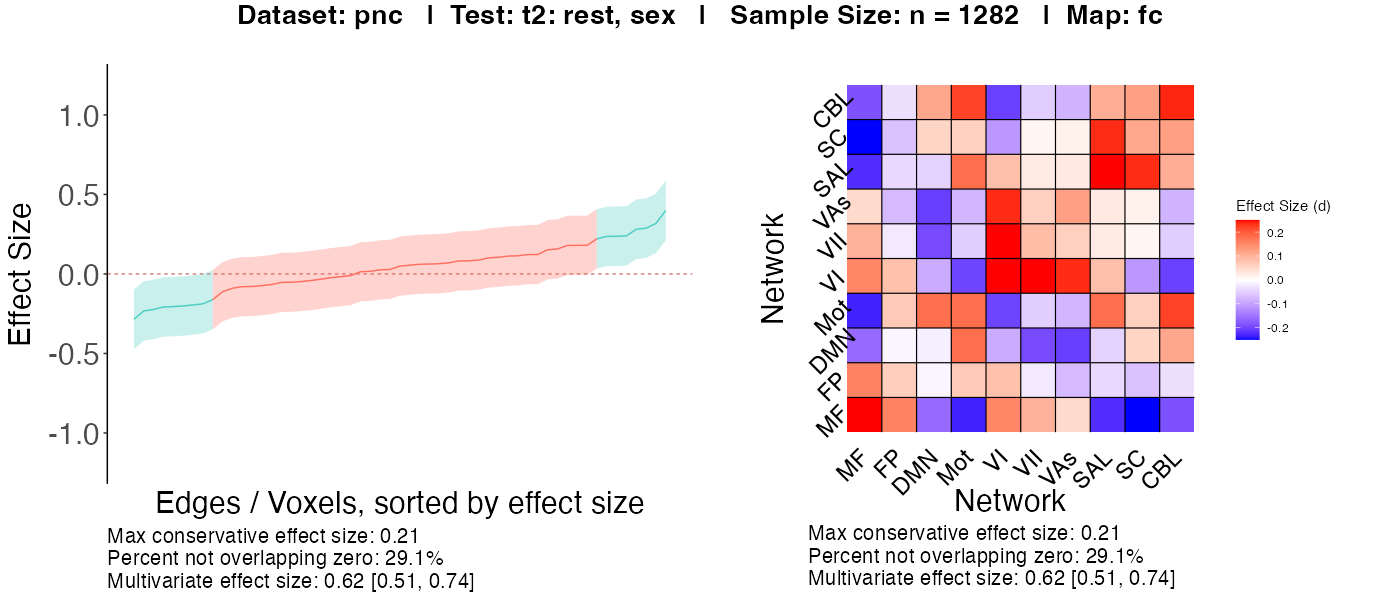 Dataset: pnc | Test: t2: rest, sex | Sample Size: n = 1282 | Map: fc
Effect Size
1.0
0.5
0.0
-0.5
-1.0
Edges / Voxels, sorted by effect size
Max conservative effect size: 0.21
Percent not overlapping zero: 29.1%
Multivariate effect size: 0.62 [0.51, 0.74]
Network
CBL
SC
SAL
VAs
VII
VI
Mot
DMN
FP
MF
MF FP DMN Mot VI VII VAs SAL SC CBL
Network
Max conservative effect size: 0.21
Percent not overlapping zero: 29.1%
Multivariate effect size: 0.62 [0.51, 0.74]
Effect Size (d)
0.2
0.1
0.0
-0.1
-0.2